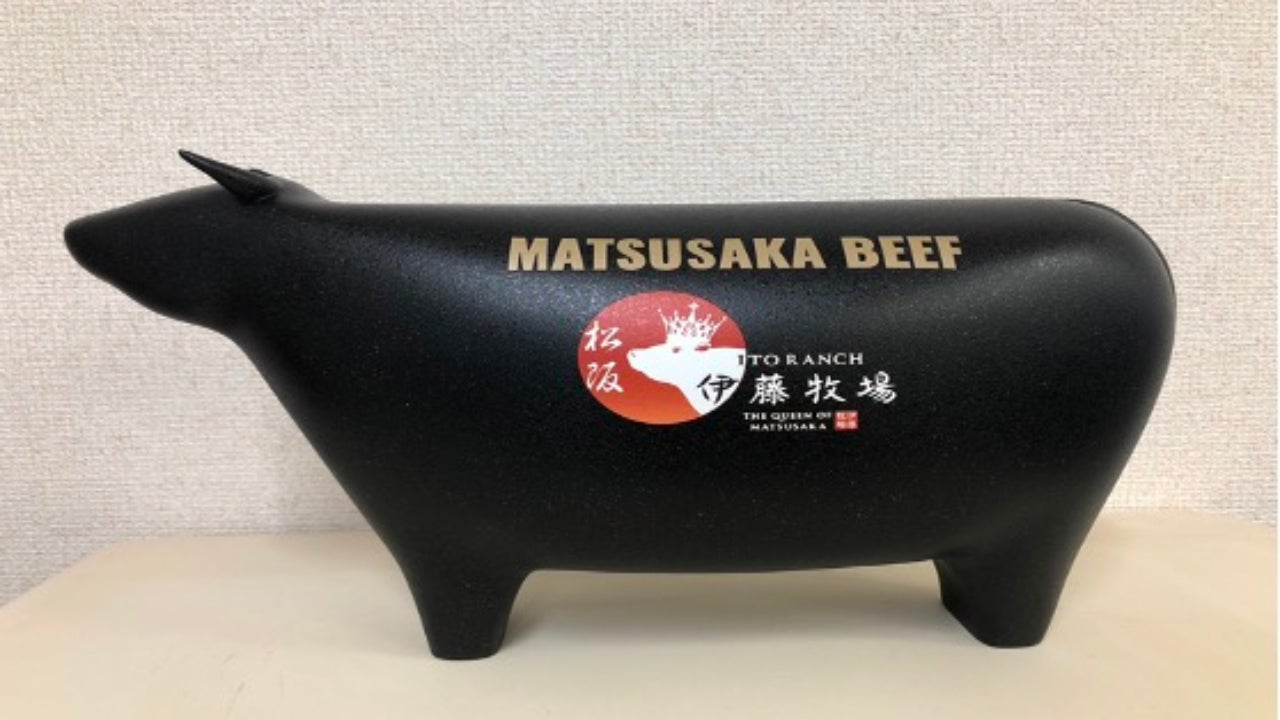 MATSUSAKA BEEF
松阪
ITO RANCH
伊藤牧場
THE QUEEN OF
MATSUSAKA